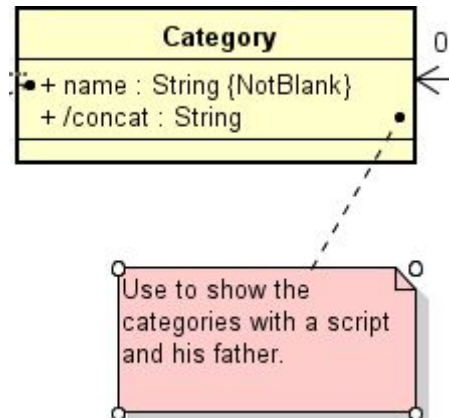 Category
0
+ name : String {NotBlank}
+ /concat : String
Use to show the
categories with a script
and his father.